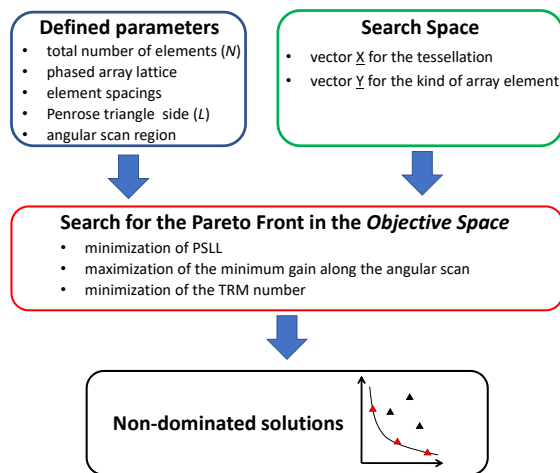 Defined parameters
• total number of elements (N)
• phased array lattice
• element spacings
• Penrose triangle side (L)
• angular scan region
Search Space
• vector X for the tessellation
• vector Y for the kind of array element
Search for the Pareto Front in the Objective Space
• minimization of PSLL
• maximization of the minimum gain along the angular scan
• minimization of the TRM number
Non-dominated solutions